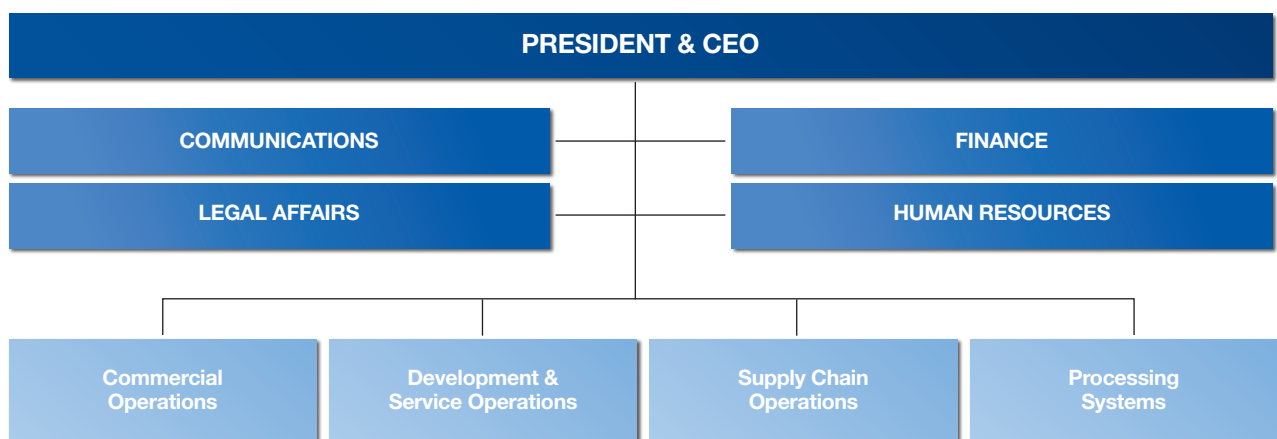 PRESIDENT & CEO
COMMUNICATIONS
FINANCE
LEGAL AFFAIRS
HUMAN RESOURCES
Commercial
Operations
Development &
Service Operations
Supply Chain
Operations
Processing
Systems